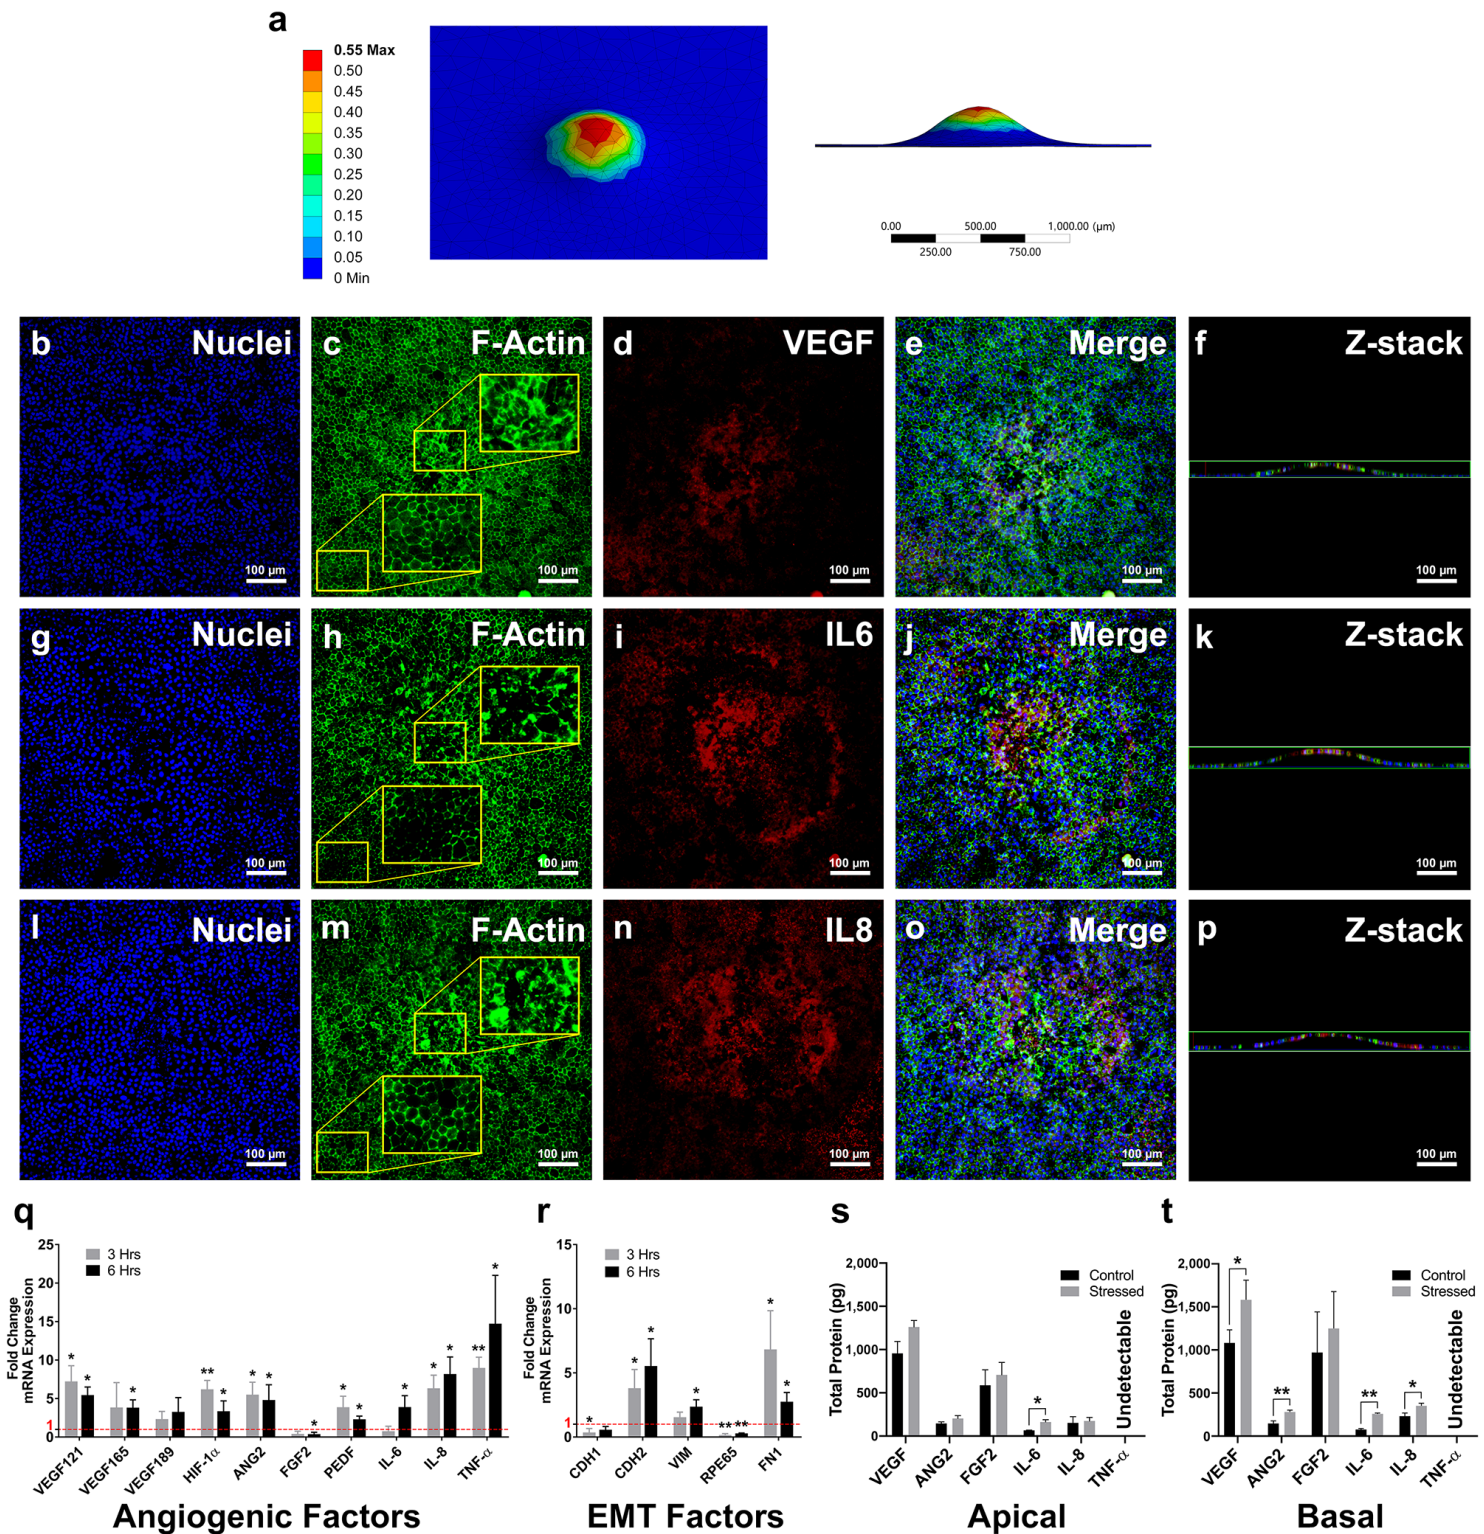 a
0.55 Max
0.50
0.45
0.40
0.35
0.30
0.25
0.20
0.15
0.10
0.05
0 Min
0.00 500.00 1,000.00 (µm)
250.00 750.00
b Nuclei
100 µm
c F-Actin
100 µm
d VEGF
100 µm
e Merge
100 µm
f Z-stack
100 µm
g Nuclei
100 µm
h F-Actin
100 µm
i IL6
100 µm
j Merge
100 µm
k Z-stack
100 µm
l Nuclei
100 µm
m F-Actin
100 µm
n IL8
100 µm
o Merge
100 µm
p Z-stack
100 µm
q
Fold Change
mRNA Expression
25
20
15
10
5
1
0
3 Hrs
6 Hrs
* * * ** * * * * * * * * * * ** *
VEGF121
VEGF165
VEGF189
HIF-1α
ANG2
FGF2
PEDF
IL-6
IL-8
TNF-α
Angiogenic Factors
r
Fold Change
mRNA Expression
15
10
5
1
0
3 Hrs
6 Hrs
* * * * ** ** * *
CDH1
CDH2
VIM
RPE65
FN1
EMT Factors
s
Total Protein (pg)
2,000
1,500
1,000
500
0
Control
Stressed
*
Undetectable
VEGF
ANG2
FGF2
IL-6
IL-8
TNF-α
Apical
t
Total Protein (pg)
2,000
1,500
1,000
500
0
Control
Stressed
* ** ** *
Undetectable
VEGF
ANG2
FGF2
IL-6
IL-8
TNF-α
Basal